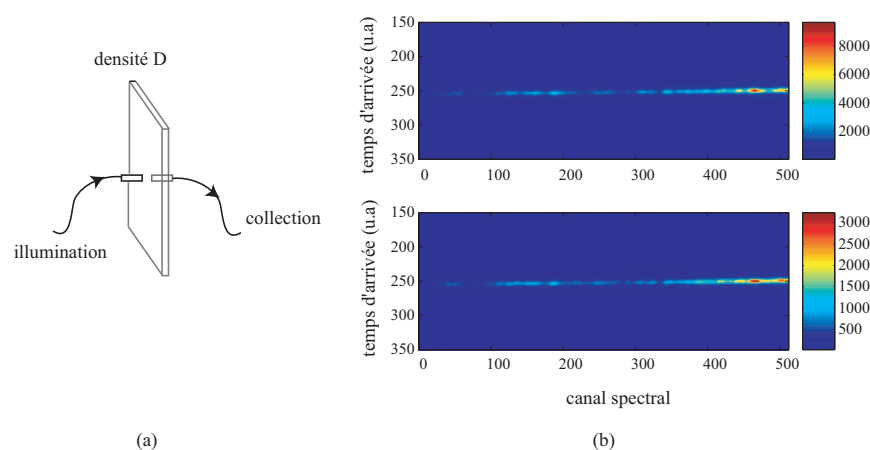 densité D
illumination
collection
(a)
temps d'arrivée (u.a)
150
200
250
300
350
0 100 200 300 400 500
8000
6000
4000
2000
temps d'arrivée (u.a)
150
200
250
300
350
0 100 200 300 400 500
3000
2500
2000
1500
1000
500
canal spectral
(b)